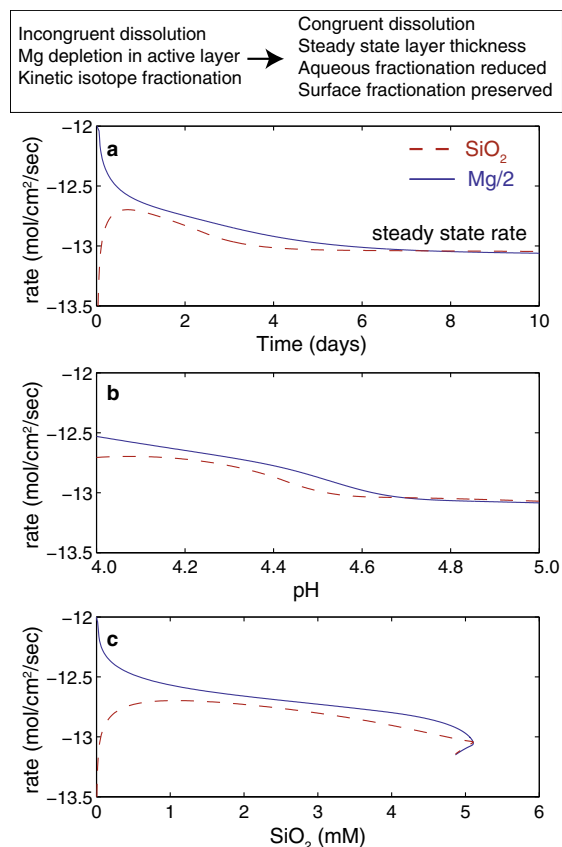 Incongruent dissolution
Mg depletion in active layer
Kinetic isotope fractionation
Congruent dissolution
Steady state layer thickness
Aqueous fractionation reduced
Surface fractionation preserved
a
SiO₂
Mg/2
steady state rate
rate (mol/cm²/sec)
−12
−12.5
−13
−13.5
0 2 4 6 8 10
Time (days)
b
rate (mol/cm²/sec)
−12
−12.5
−13
−13.5
4.0 4.2 4.4 4.6 4.8 5.0
pH
c
rate (mol/cm²/sec)
−12
−12.5
−13
−13.5
0 1 2 3 4 5 6
SiO₂ (mM)